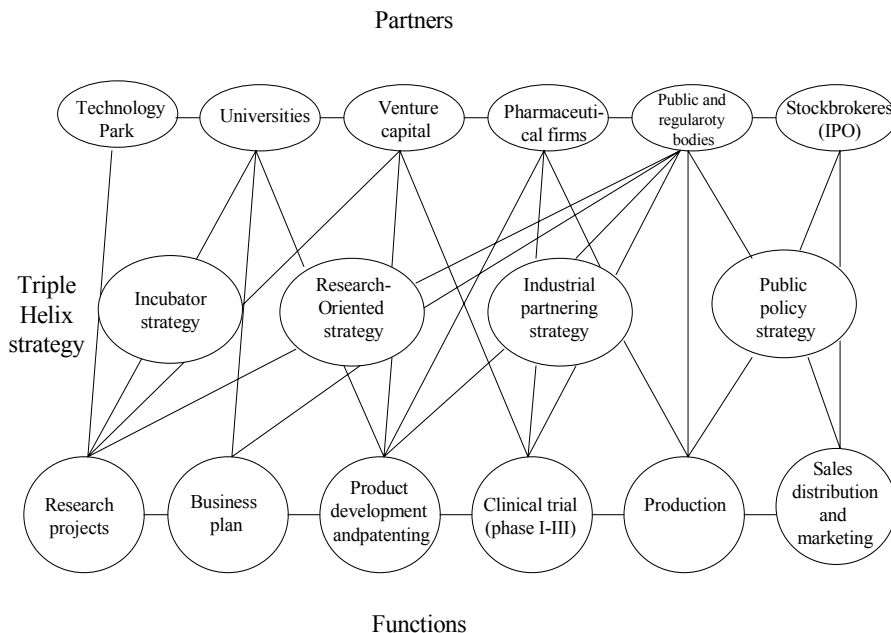 Partners
Technology
Park
Universities
Venture
capital
Pharmaceuti-
cal firms
Public and
regularoty
bodies
Stockbrokeres
(IPO)
Triple
Helix
strategy
Incubator
strategy
Research-
Oriented
strategy
Industrial
partnering
strategy
Public
policy
strategy
Research
projects
Business
plan
Product
development
andpatenting
Clinical trial
(phase I-III)
Production
Sales
distribution
and
marketing
Functions